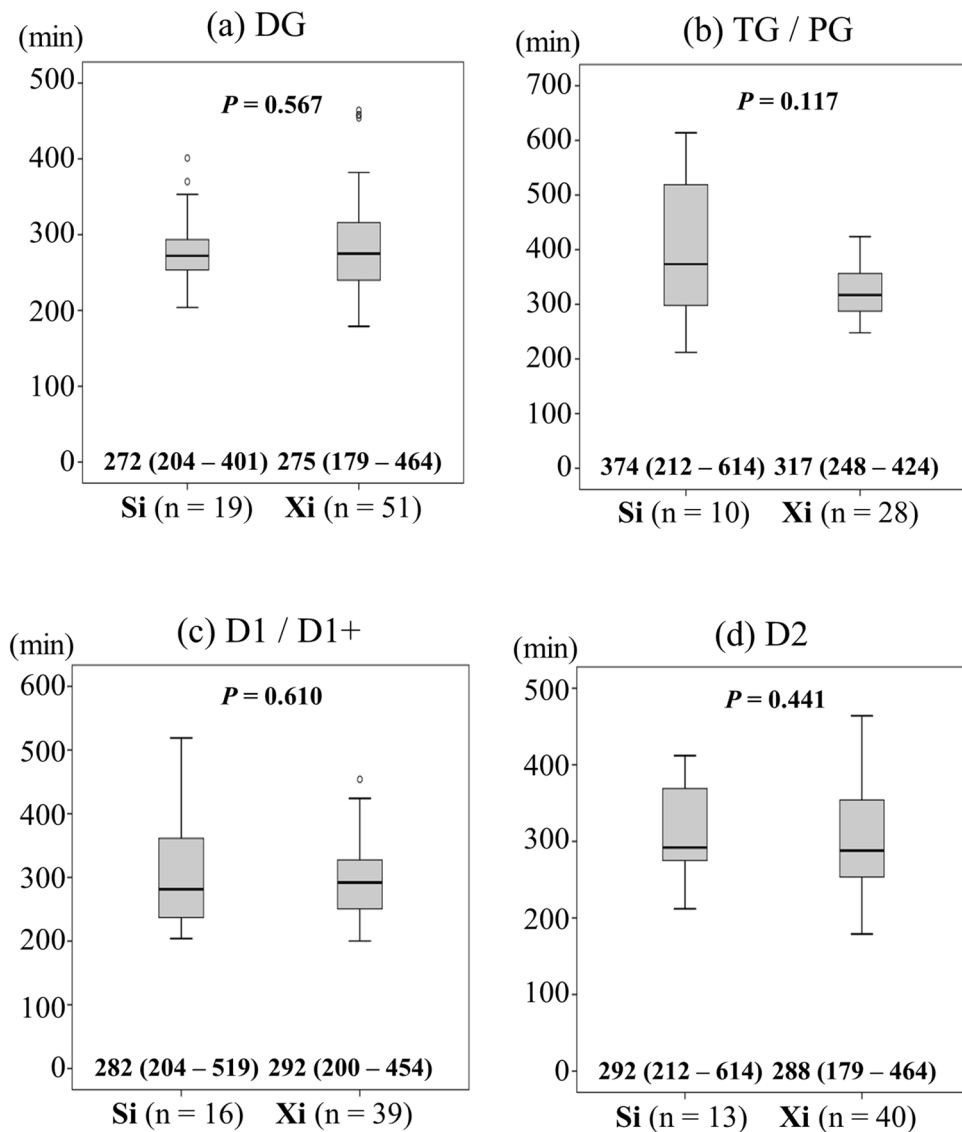 (a) DG
(min)
500
400
300
200
100
0
P = 0.567
272 (204 – 401) 275 (179 – 464)
Si (n = 19) Xi (n = 51)
(b) TG / PG
(min)
700
600
500
400
300
200
100
0
P = 0.117
374 (212 – 614) 317 (248 – 424)
Si (n = 10) Xi (n = 28)
(c) D1 / D1+
(min)
600
500
400
300
200
100
0
P = 0.610
282 (204 – 519) 292 (200 – 454)
Si (n = 16) Xi (n = 39)
(d) D2
(min)
500
400
300
200
100
0
P = 0.441
292 (212 – 614) 288 (179 – 464)
Si (n = 13) Xi (n = 40)